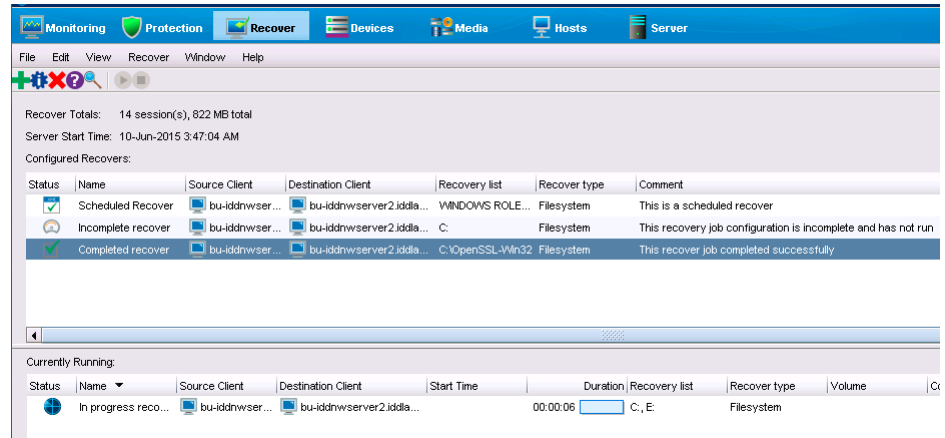 Monitoring Protection Recover Devices Media Hosts Server
File Edit View Recover Window Help
Recover Totals: 14 session(s), 822 MB total
Server Start Time: 10-Jun-2015 3:47:04 AM
Configured Recovers:
Status Name Source Client Destination Client Recovery list Recover type Comment
Scheduled Recover bu-iddnwser... bu-iddnwserver2.iddla... WINDOWS ROLE... Filesystem This is a scheduled recover
Incomplete recover bu-iddnwser... bu-iddnwserver2.iddla... C: Filesystem This recovery job configuration is incomplete and has not run
Completed recover bu-iddnwser... bu-iddnwserver2.iddla... C:\OpenSSL-Win32 Filesystem This recover job completed successfully
Currently Running:
Status Name Source Client Destination Client Start Time Duration Recovery list Recover type Volume
In progress reco... bu-iddnwser... bu-iddnwserver2.iddla... 00:00:06 C:, E: Filesystem